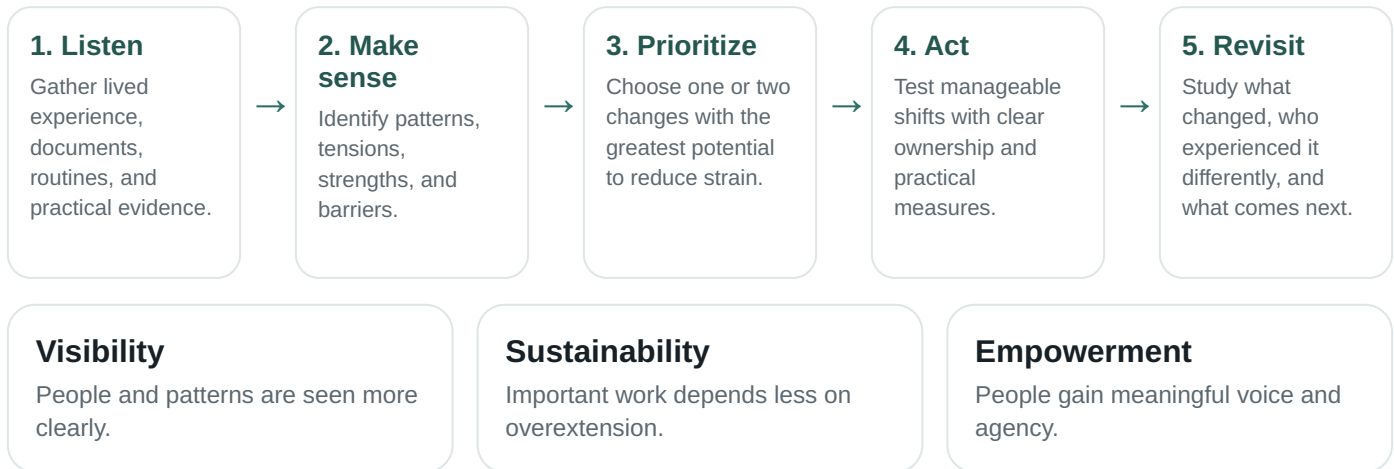 1. Listen
Gather lived
experience,
documents,
routines, and
practical evidence.
→
2. Make
sense
Identify patterns,
tensions,
strengths, and
barriers.
→
3. Prioritize
Choose one or two
changes with the
greatest potential
to reduce strain.
→
4. Act
Test manageable
shifts with clear
ownership and
practical
measures.
→
5. Revisit
Study what
changed, who
experienced it
differently, and
what comes next.
Visibility
People and patterns are seen more
clearly.
Sustainability
Important work depends less on
overextension.
Empowerment
People gain meaningful voice and
agency.